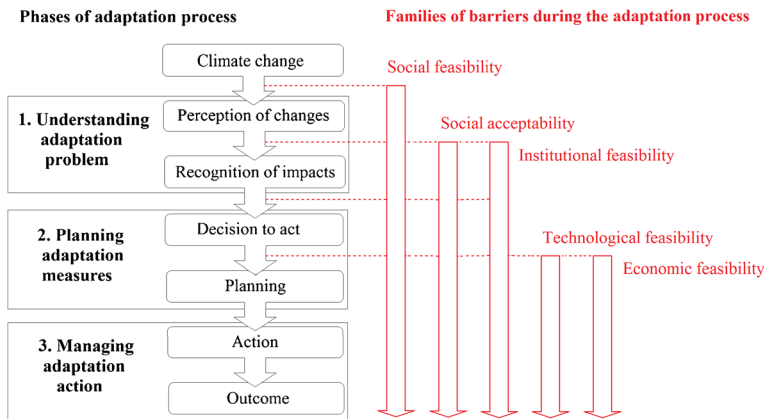 Phases of adaptation process
Families of barriers during the adaptation process
Climate change
Social feasibility
1. Understanding
adaptation
problem
Perception of changes
Social acceptability
Institutional feasibility
Recognition of impacts
2. Planning
adaptation
measures
Decision to act
Technological feasibility
Economic feasibility
Planning
3. Managing
adaptation
action
Action
Outcome